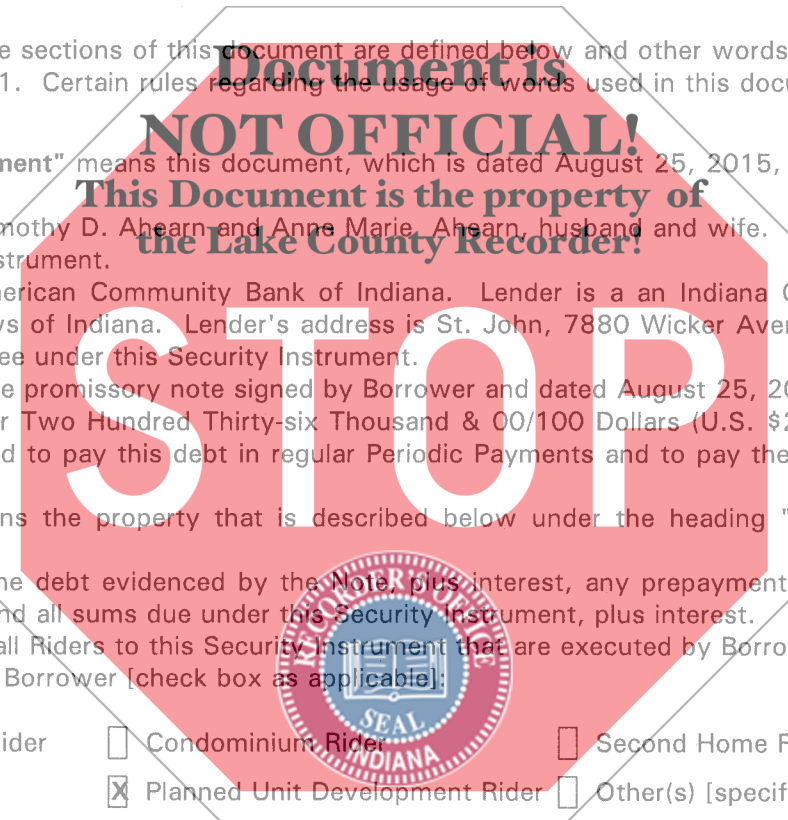 e sections of this document are defined below and other words
Document is
1. Certain rules regarding the usage of words used in this docu
NOT OFFICIAL!
ment" means this document, which is dated August 25, 2015,
This Document is the property of
mothy D. Ahearn and Anne Marie Ahearn, husband and wife.
the Lake County Recorder!
strument.
erican Community Bank of Indiana. Lender is a an Indiana C
ws of Indiana. Lender's address is St. John, 7880 Wicker Aven
ee under this Security Instrument.
e promissory note signed by Borrower and dated August 25, 20
r Two Hundred Thirty-six Thousand & 00/100 Dollars (U.S. $2
d to pay this debt in regular Periodic Payments and to pay the
STOP
ns the property that is described below under the heading "
he debt evidenced by the Note, plus interest, any prepayment
nd all sums due under this Security Instrument, plus interest.
all Riders to this Security Instrument that are executed by Borro
Borrower [check box as applicable]:
RECORDER'S OFFICE
SEAL
INDIANA
ider Condominium Rider Second Home R
X Planned Unit Development Rider Other(s) [specif